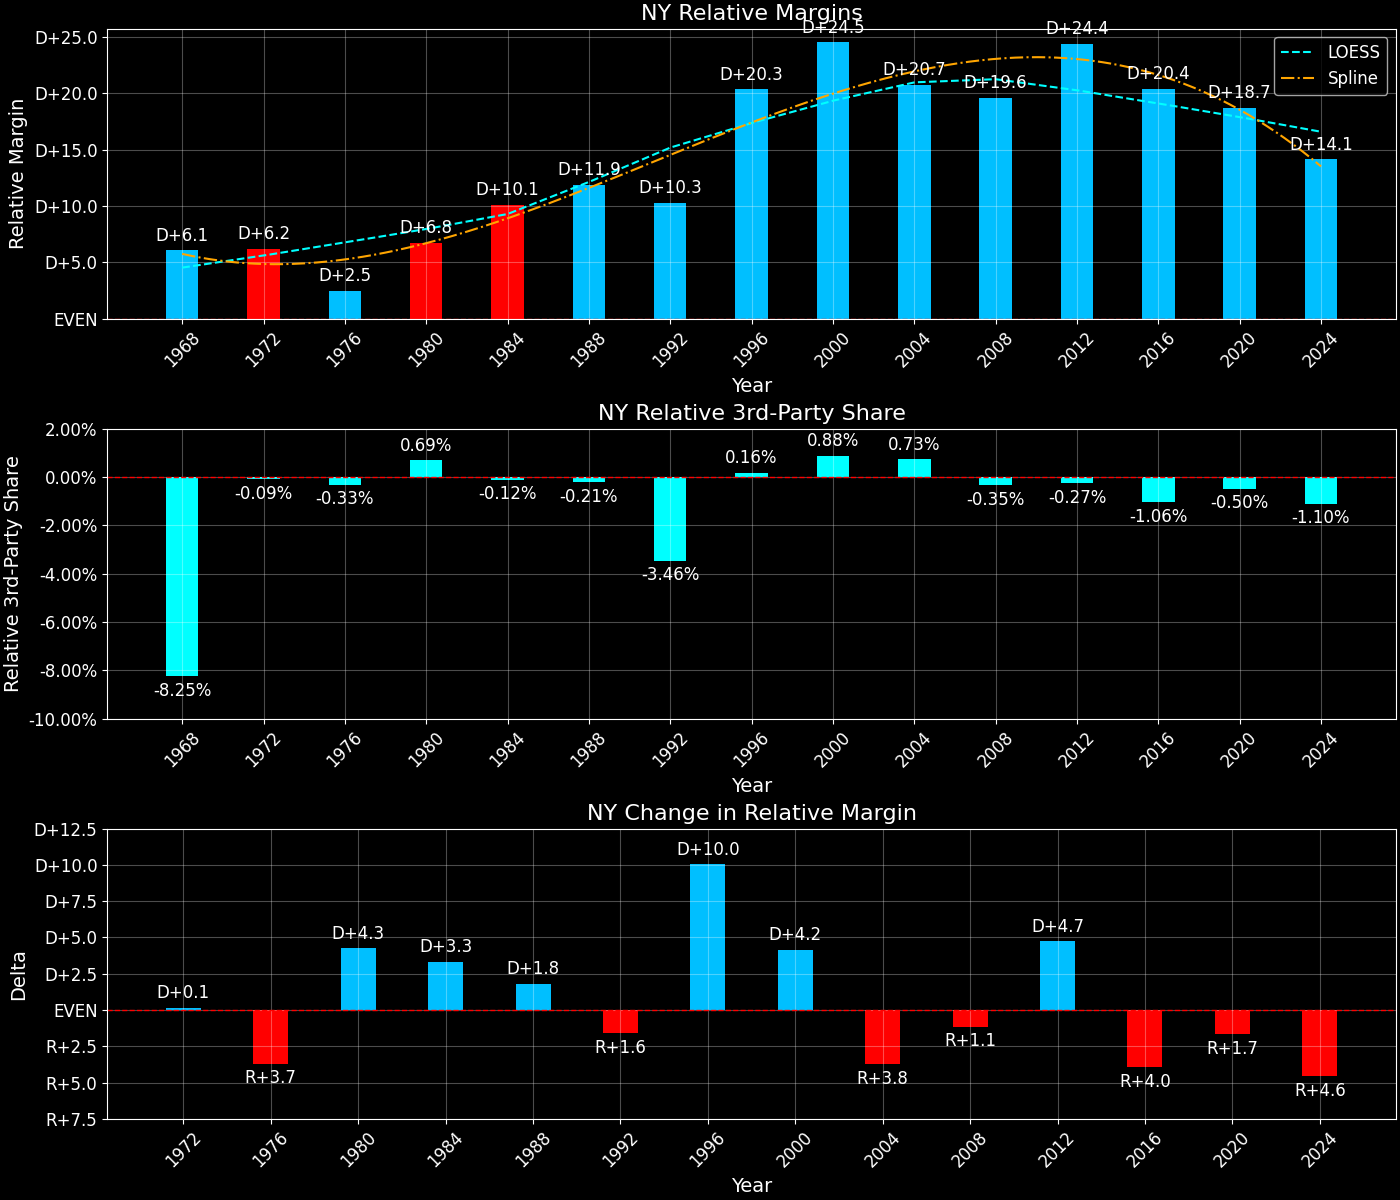 NY Relative Margins
Relative Margin
D+25.0
D+20.0
D+15.0
D+10.0
D+5.0
EVEN
D+6.1
D+6.2
D+2.5
D+6.8
D+10.1
D+11.9
D+10.3
D+20.3
D+24.5
D+20.7
D+19.6
D+24.4
D+20.4
D+18.7
D+14.1
LOESS
Spline
1968 1972 1976 1980 1984 1988 1992 1996 2000 2004 2008 2012 2016 2020 2024
Year
NY Relative 3rd-Party Share
Relative 3rd-Party Share
2.00%
0.00%
-2.00%
-4.00%
-6.00%
-8.00%
-10.00%
-8.25%
-0.09%
-0.33%
0.69%
-0.12%
-0.21%
-3.46%
0.16%
0.88%
0.73%
-0.35%
-0.27%
-1.06%
-0.50%
-1.10%
1968 1972 1976 1980 1984 1988 1992 1996 2000 2004 2008 2012 2016 2020 2024
Year
NY Change in Relative Margin
Delta
D+12.5
D+10.0
D+7.5
D+5.0
D+2.5
EVEN
R+2.5
R+5.0
R+7.5
D+0.1
R+3.7
D+4.3
D+3.3
D+1.8
R+1.6
D+10.0
D+4.2
R+3.8
R+1.1
D+4.7
R+4.0
R+1.7
R+4.6
1972 1976 1980 1984 1988 1992 1996 2000 2004 2008 2012 2016 2020 2024
Year